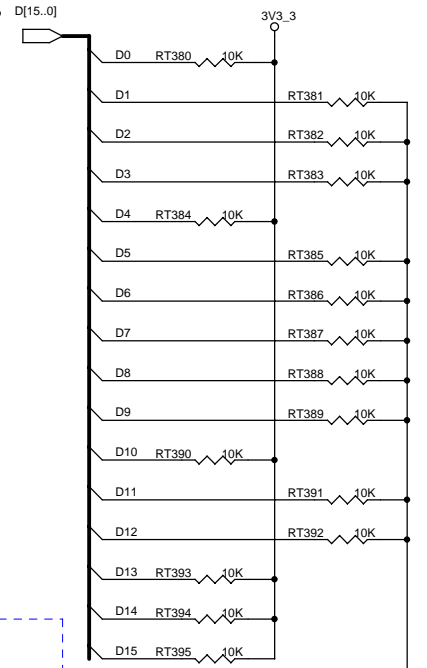 D[15..0]
3V3_3
D0 RT380 10K
D1 RT381 10K
D2 RT382 10K
D3 RT383 10K
D4 RT384 10K
D5 RT385 10K
D6 RT386 10K
D7 RT387 10K
D8 RT388 10K
D9 RT389 10K
D10 RT390 10K
D11 RT391 10K
D12 RT392 10K
D13 RT393 10K
D14 RT394 10K
D15 RT395 10K